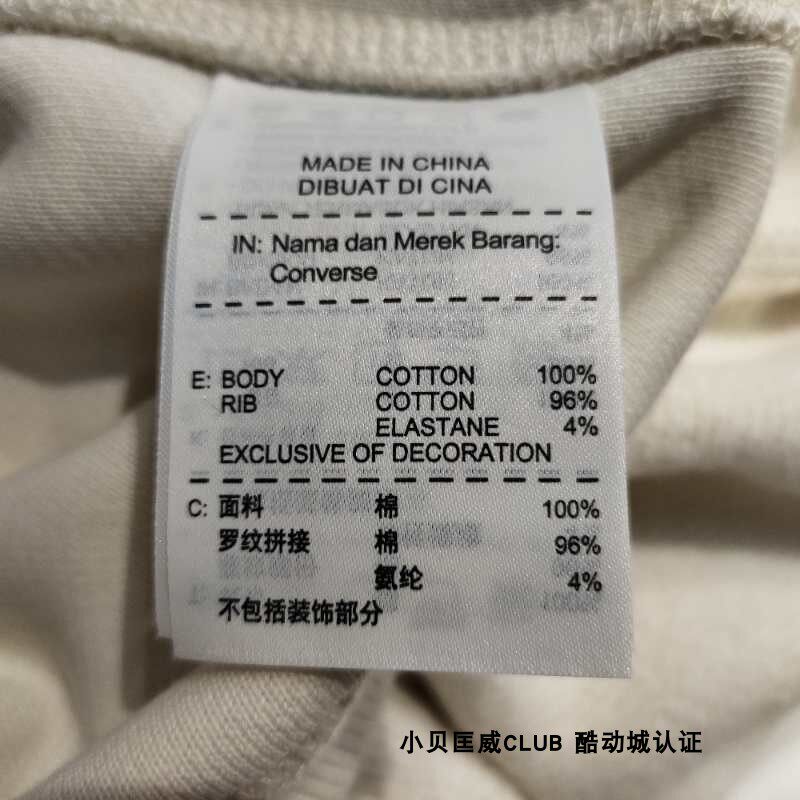 MADE IN CHINA
DIBUAT DI CINA
IN: Nama dan Merek Barang:
Converse
E: BODY COTTON 100%
RIB COTTON 96%
ELASTANE 4%
EXCLUSIVE OF DECORATION
C: 面料 棉 100%
罗纹拼接 棉 96%
氨纶 4%
不包括装饰部分
小贝匡威CLUB 酷动城认证